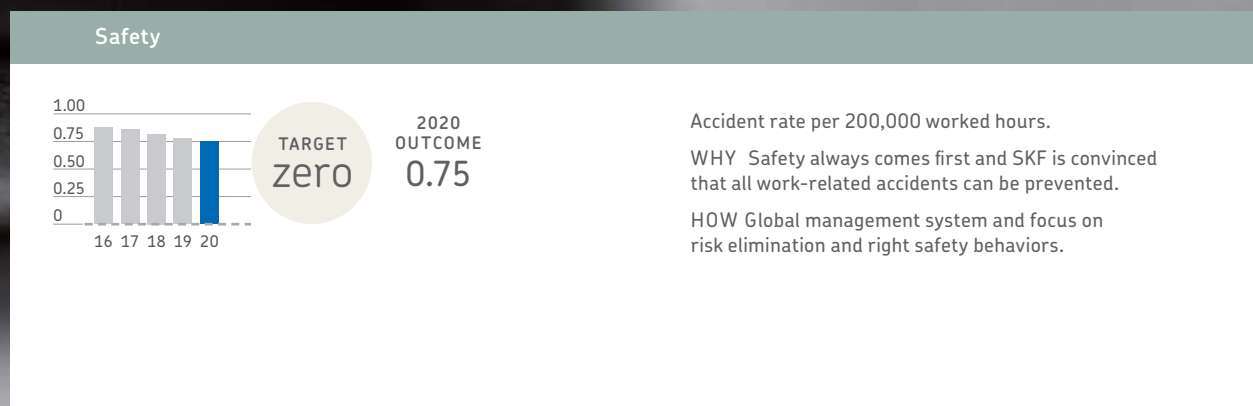 Safety
1.00
0.75
0.50
0.25
0
16 17 18 19 20
TARGET
zero
2020
OUTCOME
0.75
Accident rate per 200,000 worked hours.
WHY Safety always comes first and SKF is convinced
that all work-related accidents can be prevented.
HOW Global management system and focus on
risk elimination and right safety behaviors.